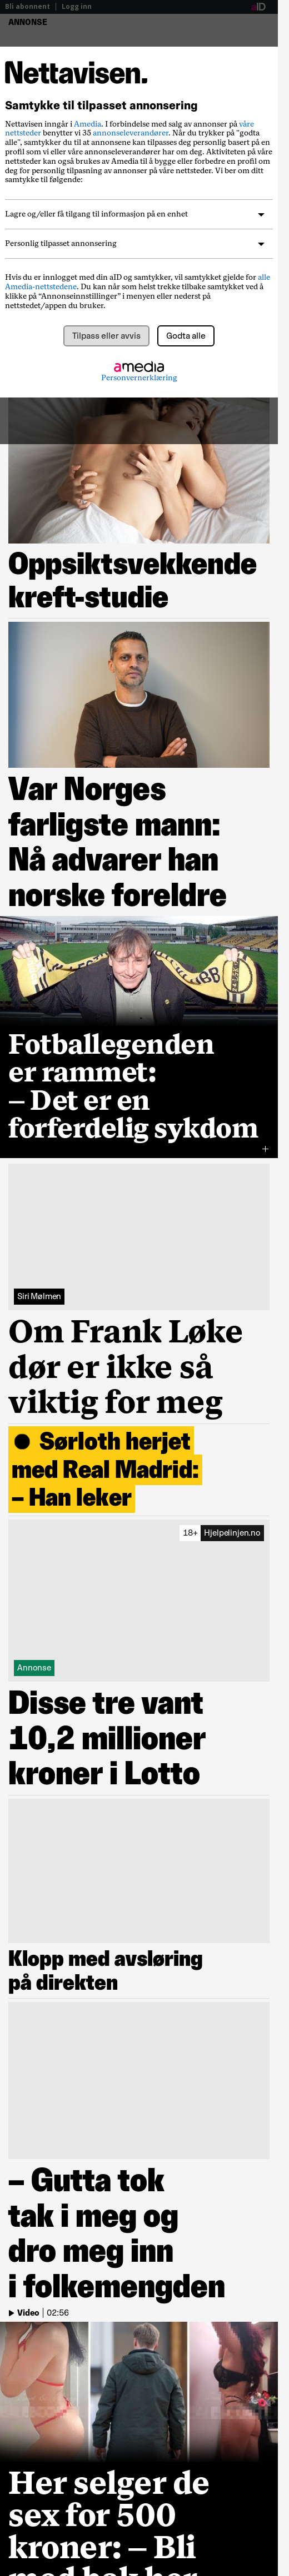 Bli abonnent | Logg inn
aID
ANNONSE
Nettavisen.
Samtykke til tilpasset annonsering
Nettavisen inngår i Amedia. I forbindelse med salg av annonser på våre
nettsteder benytter vi 35 annonseleverandører. Når du trykker på "godta
alle", samtykker du til at annonsene kan tilpasses deg personlig basert på en
profil som vi eller våre annonseleverandører har om deg. Aktiviteten på våre
nettsteder kan også brukes av Amedia til å bygge eller forbedre en profil om
deg for personlig tilpasning av annonser på våre nettsteder. Vi ber om ditt
samtykke til følgende:
Lagre og/eller få tilgang til informasjon på en enhet
Personlig tilpasset annonsering
Hvis du er innlogget med din aID og samtykker, vil samtykket gjelde for alle
Amedia-nettstedene. Du kan når som helst trekke tilbake samtykket ved å
klikke på “Annonseinnstillinger” i menyen eller nederst på
nettstedet/appen du bruker.
Tilpass eller avvis
Godta alle
amedia
Personvernerklæring
Oppsiktsvekkende
kreft-studie
Var Norges
farligste mann:
Nå advarer han
norske foreldre
Fotballegenden
er rammet:
– Det er en
forferdelig sykdom
+
Siri Mølmen
Om Frank Løke
dør er ikke så
viktig for meg
Sørloth herjet
med Real Madrid:
– Han leker
18+ Hjelpelinjen.no
Annonse
Disse tre vant
10,2 millioner
kroner i Lotto
Klopp med avsløring
på direkten
– Gutta tok
tak i meg og
dro meg inn
i folkemengden
Video | 02:56
Her selger de
sex for 500
kroner: – Bli
med bak her